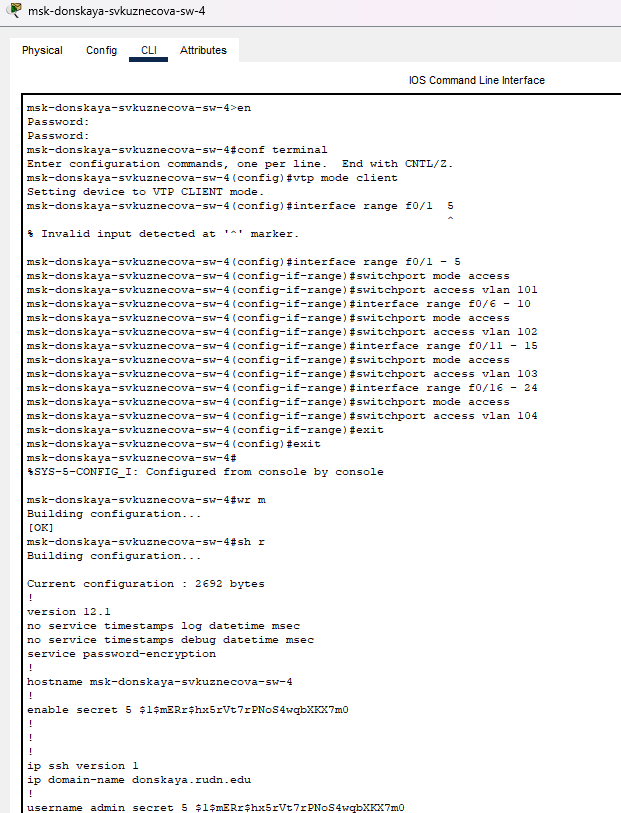 msk-donskaya-svkuznecova-sw-4
Physical Config CLI Attributes
IOS Command Line Interface
msk-donskaya-svkuznecova-sw-4>en
Password:
Password:
msk-donskaya-svkuznecova-sw-4#conf terminal
Enter configuration commands, one per line.  End with CNTL/Z.
msk-donskaya-svkuznecova-sw-4(config)#vtp mode client
Setting device to VTP CLIENT mode.
msk-donskaya-svkuznecova-sw-4(config)#interface range f0/1  5
^
% Invalid input detected at '^' marker.
msk-donskaya-svkuznecova-sw-4(config)#interface range f0/1 - 5
msk-donskaya-svkuznecova-sw-4(config-if-range)#switchport mode access
msk-donskaya-svkuznecova-sw-4(config-if-range)#switchport access vlan 101
msk-donskaya-svkuznecova-sw-4(config-if-range)#interface range f0/6 - 10
msk-donskaya-svkuznecova-sw-4(config-if-range)#switchport mode access
msk-donskaya-svkuznecova-sw-4(config-if-range)#switchport access vlan 102
msk-donskaya-svkuznecova-sw-4(config-if-range)#interface range f0/11 - 15
msk-donskaya-svkuznecova-sw-4(config-if-range)#switchport mode access
msk-donskaya-svkuznecova-sw-4(config-if-range)#switchport access vlan 103
msk-donskaya-svkuznecova-sw-4(config-if-range)#interface range f0/16 - 24
msk-donskaya-svkuznecova-sw-4(config-if-range)#switchport mode access
msk-donskaya-svkuznecova-sw-4(config-if-range)#switchport access vlan 104
msk-donskaya-svkuznecova-sw-4(config-if-range)#exit
msk-donskaya-svkuznecova-sw-4(config)#exit
msk-donskaya-svkuznecova-sw-4#
%SYS-5-CONFIG_I: Configured from console by console
msk-donskaya-svkuznecova-sw-4#wr m
Building configuration...
[OK]
msk-donskaya-svkuznecova-sw-4#sh r
Building configuration...
Current configuration : 2692 bytes
!
version 12.1
no service timestamps log datetime msec
no service timestamps debug datetime msec
service password-encryption
!
hostname msk-donskaya-svkuznecova-sw-4
!
enable secret 5 $1$mERr$hx5rVt7rPNoS4wqbXKX7m0
!
!
!
ip ssh version 1
ip domain-name donskaya.rudn.edu
!
username admin secret 5 $1$mERr$hx5rVt7rPNoS4wqbXKX7m0